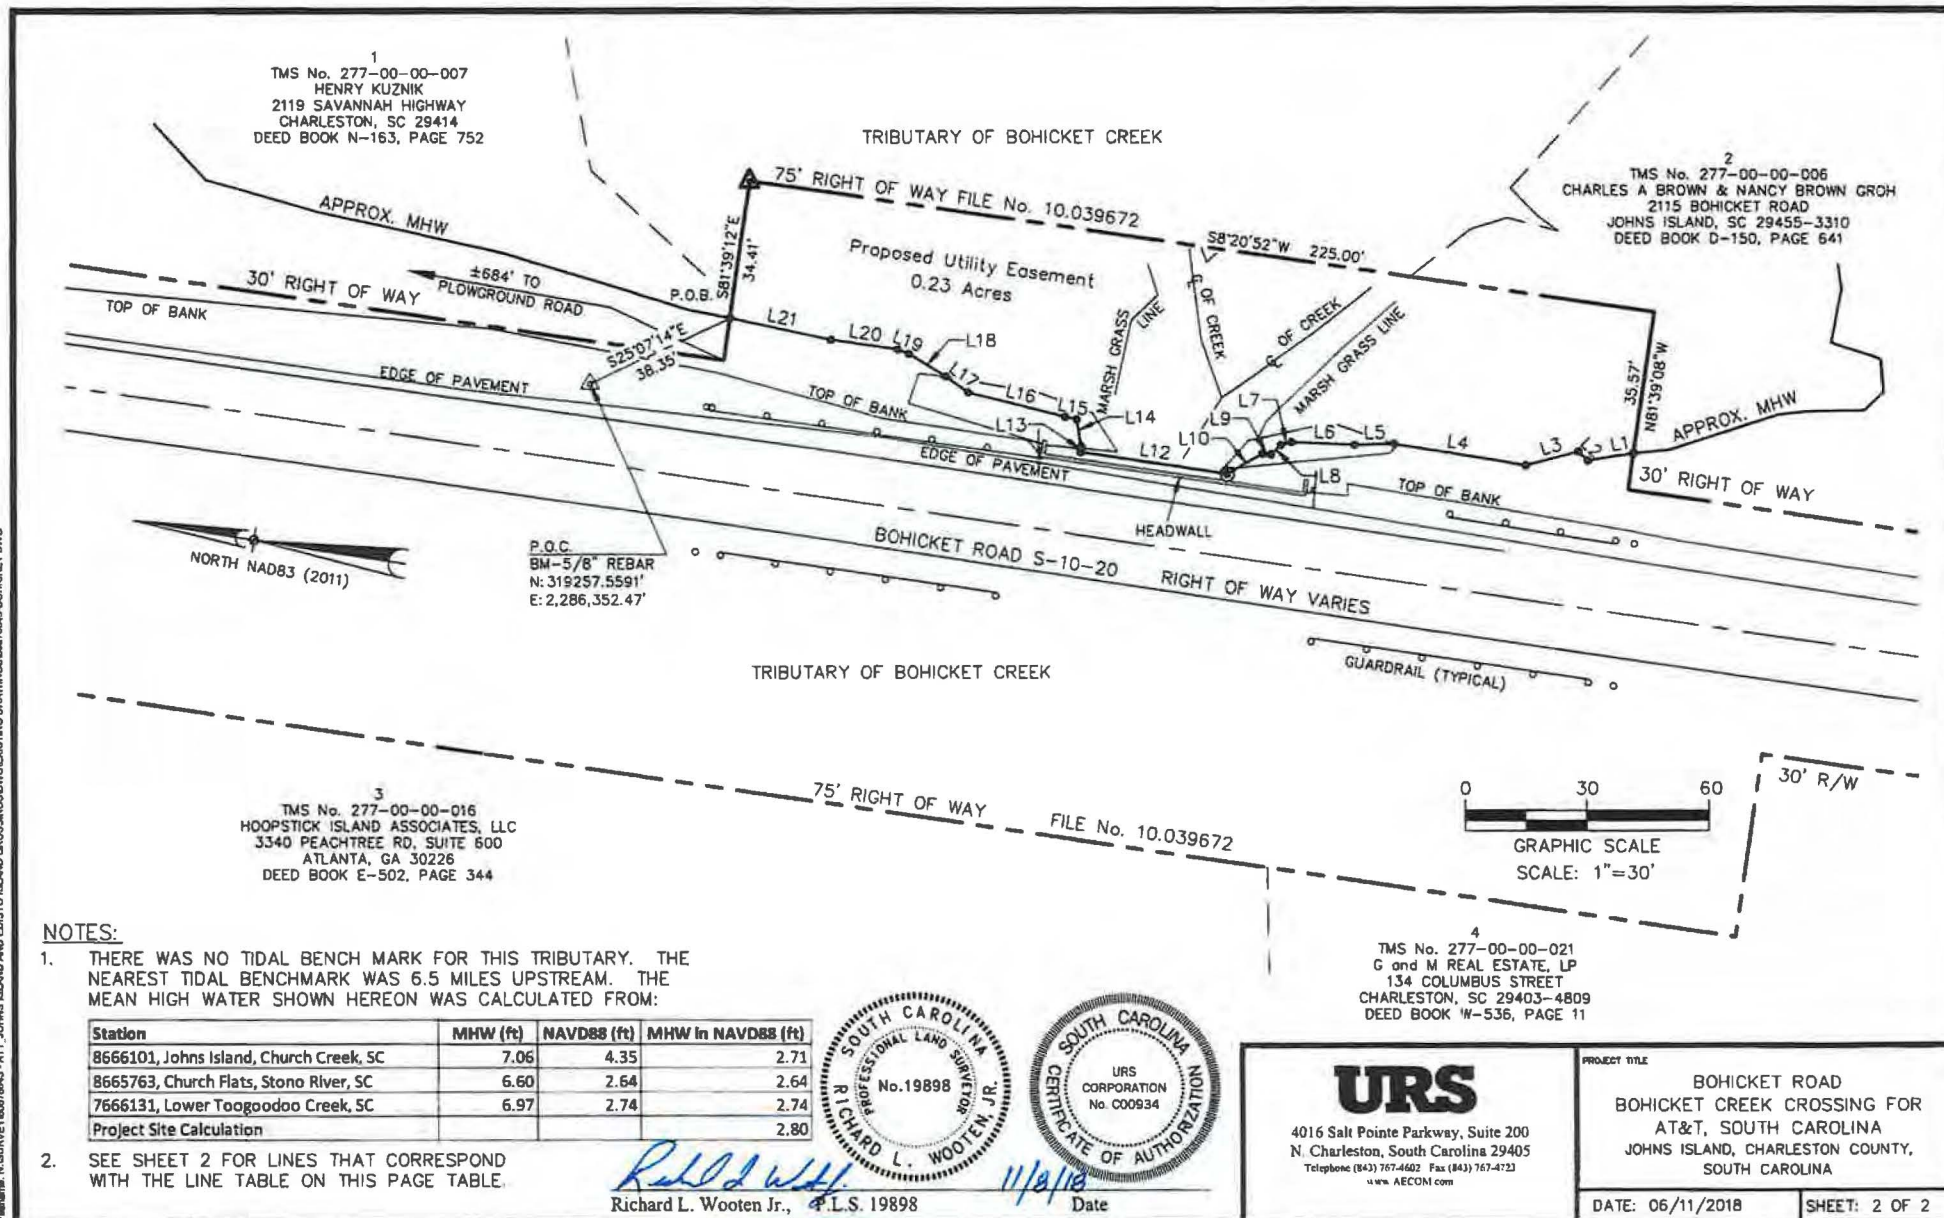 1
TMS No. 277-00-00-007
HENRY KUZNIK
2119 SAVANNAH HIGHWAY
CHARLESTON, SC 29414
DEED BOOK N-163, PAGE 752
TRIBUTARY OF BOHICKET CREEK
2
TMS No. 277-00-00-006
CHARLES A BROWN & NANCY BROWN GROH
2115 BOHICKET ROAD
JOHNS ISLAND, SC 29455-3310
DEED BOOK D-150, PAGE 641
75' RIGHT OF WAY FILE No. 10.039672
S8°20'52"W 225.00'
APPROX. MHW
S81°39'12"E
34.41'
Proposed Utility Easement
0.23 Acres
±684' TO
PLOWGROUND ROAD
30' RIGHT OF WAY
TOP OF BANK
P.O.B.
L21
L20
L19
L18
L17
L16
L15
L14
L13
L12
L10
L9
L7
L8
L6
L5
L4
L3
L2
L1
MARSH GRASS
LINE
℄ OF CREEK
℄ OF CREEK
MARSH GRASS LINE
35.57'
N81°39'08"W
APPROX. MHW
30' RIGHT OF WAY
S25°07'14"E
38.35'
EDGE OF PAVEMENT
TOP OF BANK
EDGE OF PAVEMENT
TOP OF BANK
HEADWALL
NORTH NAD83 (2011)
P.O.C.
BM-5/8" REBAR
N: 319257.5591'
E: 2,286,352.47'
BOHICKET ROAD S-10-20 RIGHT OF WAY VARIES
GUARDRAIL (TYPICAL)
TRIBUTARY OF BOHICKET CREEK
75' RIGHT OF WAY FILE No. 10.039672
30' R/W
0 30 60
GRAPHIC SCALE
SCALE: 1"=30'
3
TMS No. 277-00-00-016
HOOPSTICK ISLAND ASSOCIATES, LLC
3340 PEACHTREE RD, SUITE 600
ATLANTA, GA 30226
DEED BOOK E-502, PAGE 344
4
TMS No. 277-00-00-021
G and M REAL ESTATE, LP
134 COLUMBUS STREET
CHARLESTON, SC 29403-4809
DEED BOOK W-536, PAGE 11
NOTES:
1. THERE WAS NO TIDAL BENCH MARK FOR THIS TRIBUTARY. THE
NEAREST TIDAL BENCHMARK WAS 6.5 MILES UPSTREAM. THE
MEAN HIGH WATER SHOWN HEREON WAS CALCULATED FROM:
Station MHW (ft) NAVD88 (ft) MHW in NAVD88 (ft)
8666101, Johns Island, Church Creek, SC 7.06 4.35 2.71
8665763, Church Flats, Stono River, SC 6.60 2.64 2.64
7666131, Lower Toogoodoo Creek, SC 6.97 2.74 2.74
Project Site Calculation 2.80
2. SEE SHEET 2 FOR LINES THAT CORRESPOND
WITH THE LINE TABLE ON THIS PAGE TABLE.
SOUTH CAROLINA
PROFESSIONAL LAND SURVEYOR
No.19898
RICHARD L. WOOTEN, JR.
SOUTH CAROLINA
URS
CORPORATION
No. C00934
CERTIFICATE OF AUTHORIZATION
11/8/18
Richard L. Wooten Jr., P.L.S. 19898 Date
URS
4016 Salt Pointe Parkway, Suite 200
N. Charleston, South Carolina 29405
Telephone (843) 767-4602 Fax (843) 767-4723
www.AECOM.com
PROJECT TITLE
BOHICKET ROAD
BOHICKET CREEK CROSSING FOR
AT&T, SOUTH CAROLINA
JOHNS ISLAND, CHARLESTON COUNTY,
SOUTH CAROLINA
DATE: 06/11/2018 SHEET: 2 OF 2